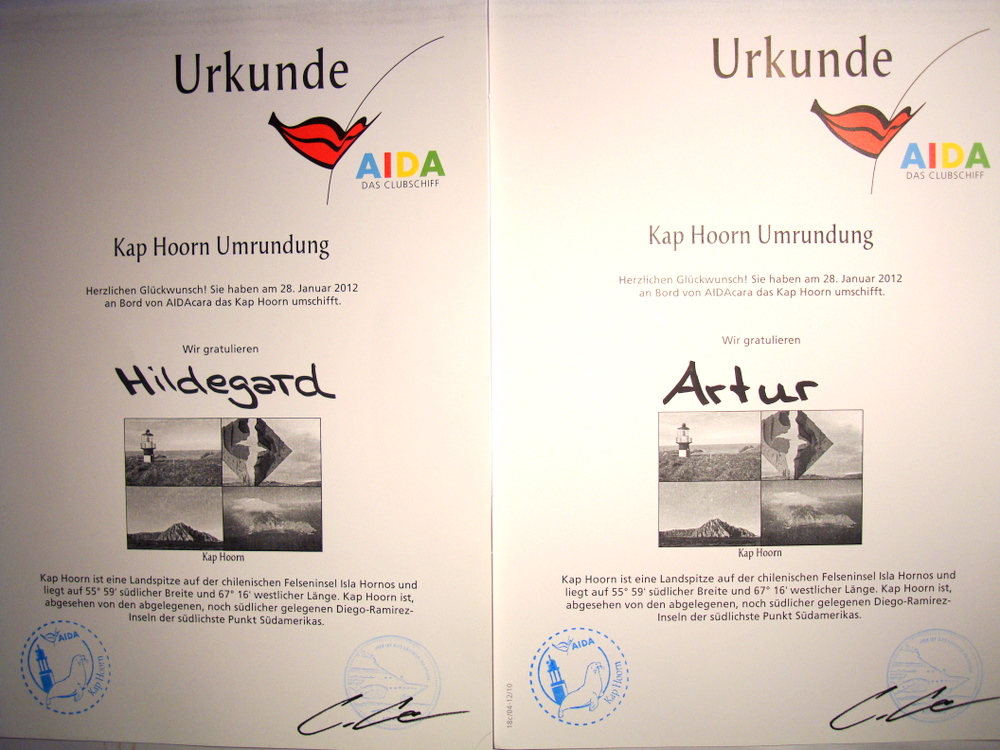 Urkunde
AIDA
DAS CLUBSCHIFF
Kap Hoorn Umrundung
Herzlichen Glückwunsch! Sie haben am 28. Januar 2012
an Bord von AIDAcara das Kap Hoorn umschifft.
Wir gratulieren
Hildegard
Kap Hoorn
Kap Hoorn ist eine Landspitze auf der chilenischen Felseninsel Isla Hornos und
liegt auf 55° 59' südlicher Breite und 67° 16' westlicher Länge. Kap Hoorn ist,
abgesehen von den abgelegenen, noch südlicher gelegenen Diego-Ramirez-
Inseln der südlichste Punkt Südamerikas.
AIDA
Kap Hoorn
Urkunde
AIDA
DAS CLUBSCHIFF
Kap Hoorn Umrundung
Herzlichen Glückwunsch! Sie haben am 28. Januar 2012
an Bord von AIDAcara das Kap Hoorn umschifft.
Wir gratulieren
Artur
Kap Hoorn
Kap Hoorn ist eine Landspitze auf der chilenischen Felseninsel Isla Hornos und
liegt auf 55° 59' südlicher Breite und 67° 16' westlicher Länge. Kap Hoorn ist,
abgesehen von den abgelegenen, noch südlicher gelegenen Diego-Ramirez-
Inseln der südlichste Punkt Südamerikas.
AIDA
Kap Hoorn